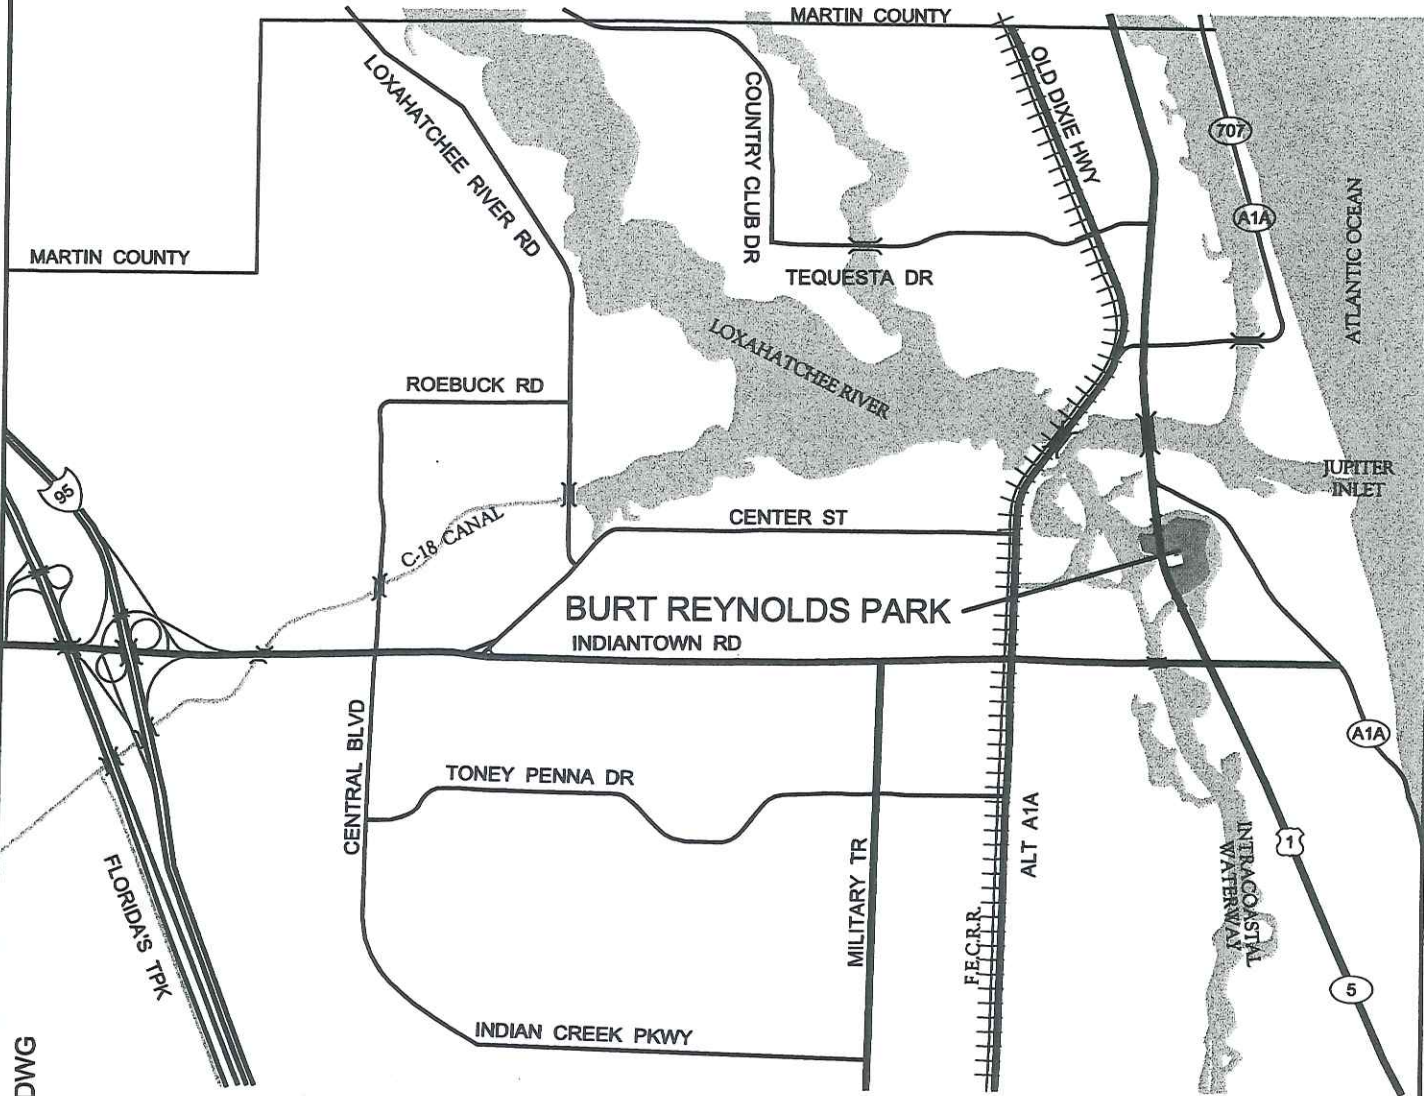 MARTIN COUNTY
LOXAHATCHEE RIVER RD
COUNTRY CLUB DR
OLD DIXIE HWY
707
A1A
ATLANTIC OCEAN
MARTIN COUNTY
TEQUESTA DR
LOXAHATCHEE RIVER
ROEBUCK RD
95
JUPITER
INLET
CENTER ST
C-18 CANAL
BURT REYNOLDS PARK
INDIANTOWN RD
CENTRAL BLVD
A1A
TONEY PENNA DR
MILITARY TR
ALT A1A
1
INTRACOASTAL
WATERWAY
FLORIDA'S TPK
F.E.C.R.R.
5
INDIAN CREEK PKWY
DWG